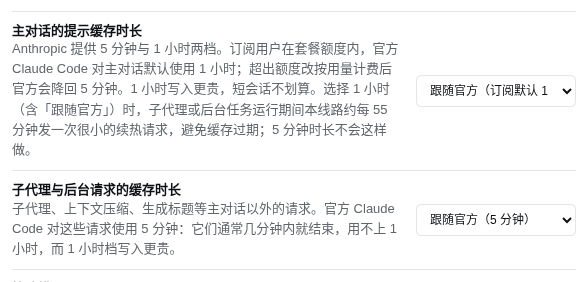 主对话的提示缓存时长
Anthropic 提供 5 分钟与 1 小时两档。订阅用户在套餐额度内，官方
Claude Code 对主对话默认使用 1 小时；超出额度改按用量计费后
官方会降回 5 分钟。1 小时写入更贵，短会话不划算。选择 1 小时
（含「跟随官方」）时，子代理或后台任务运行期间本线路约每 55
分钟发一次很小的续热请求，避免缓存过期；5 分钟时长不会这样
做。
跟随官方（订阅默认 1
子代理与后台请求的缓存时长
子代理、上下文压缩、生成标题等主对话以外的请求。官方 Claude
Code 对这些请求使用 5 分钟：它们通常几分钟内就结束，用不上 1
小时，而 1 小时档写入更贵。
跟随官方（5 分钟）